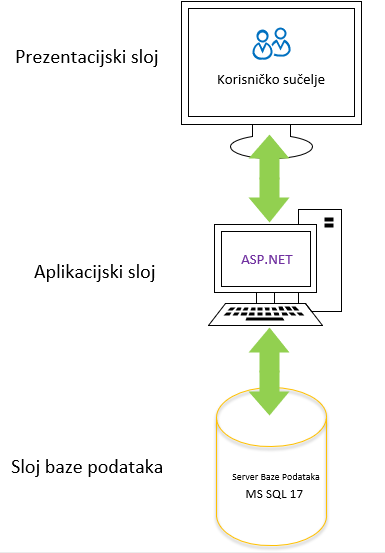 Prezentacijski sloj
Korisničko sučelje
Aplikacijski sloj
ASP.NET
Sloj baze podataka
Server Baze Podataka
MS SQL 17